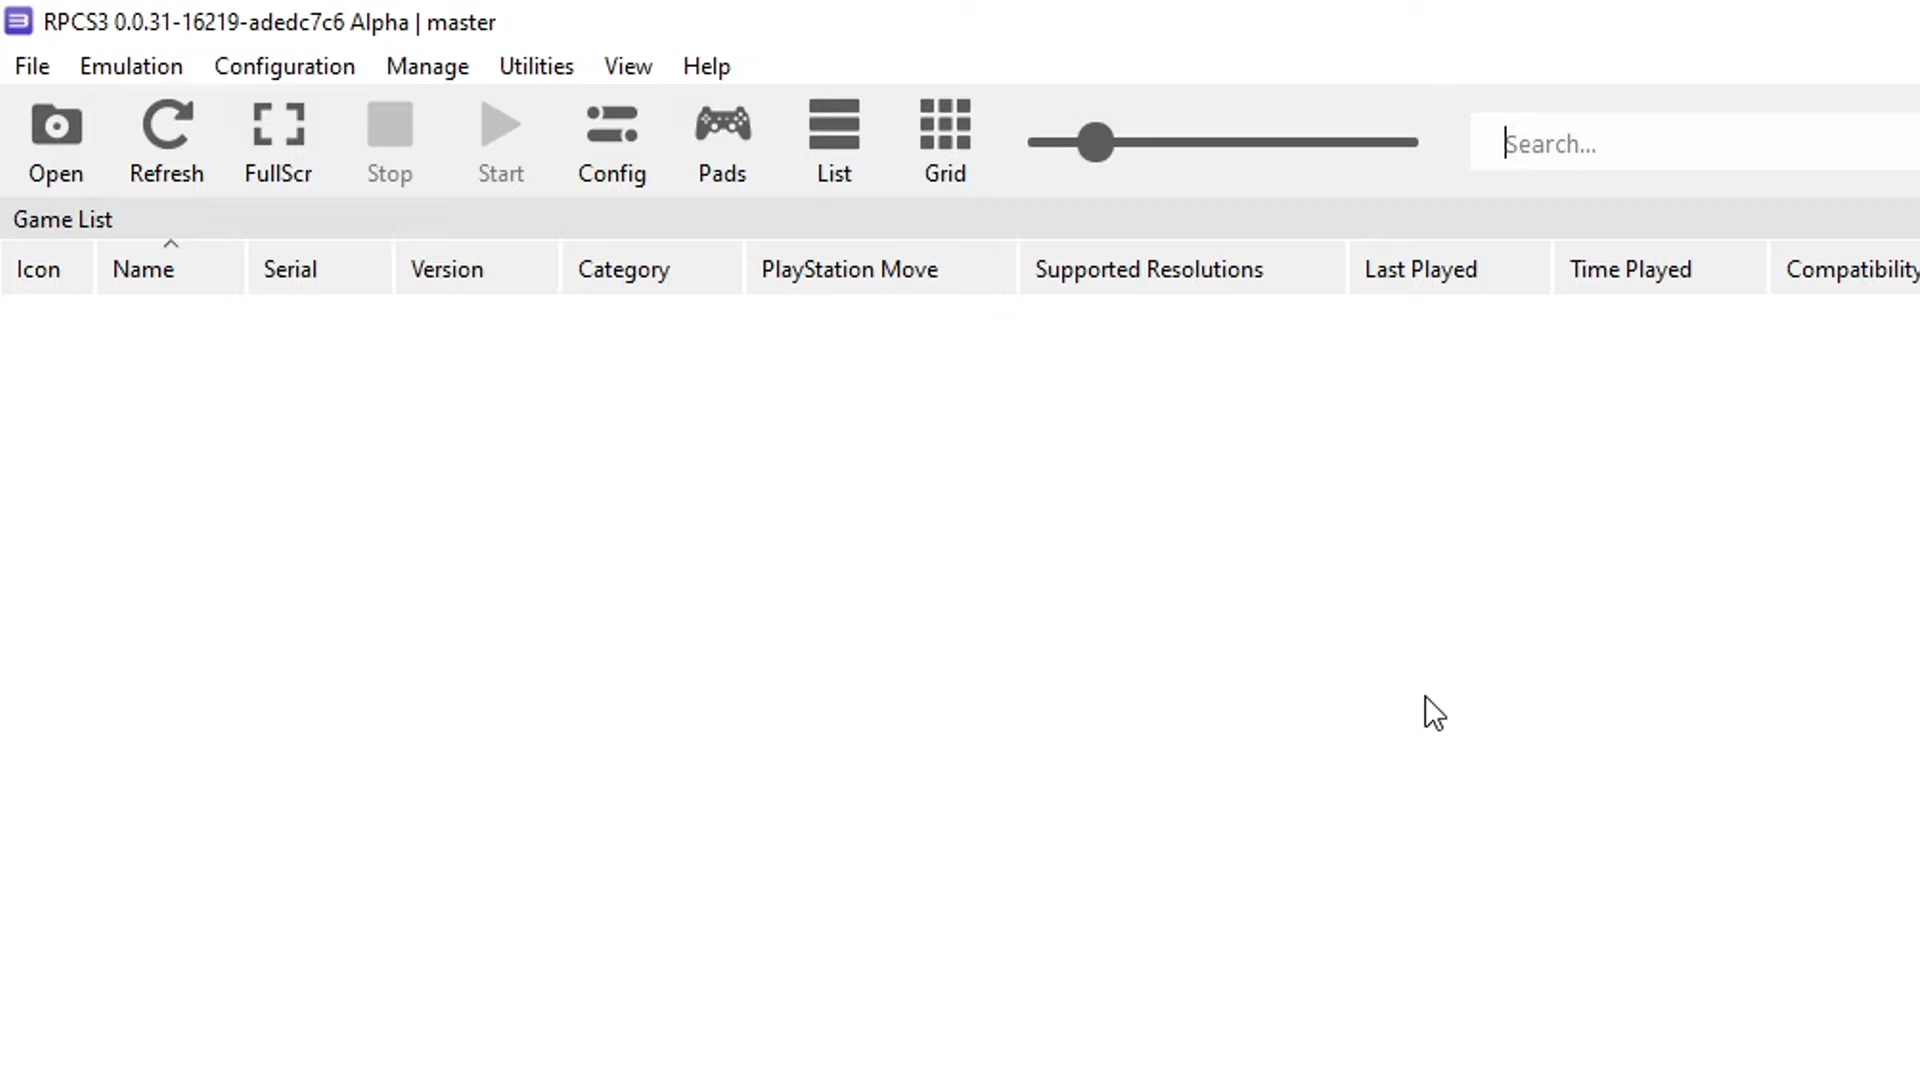 RPCS3 0.0.31-16219-adedc7c6 Alpha | master
File Emulation Configuration Manage Utilities View Help
Open Refresh FullScr Stop Start Config Pads List Grid Search...
Game List
Icon Name Serial Version Category PlayStation Move Supported Resolutions Last Played Time Played Compatibility